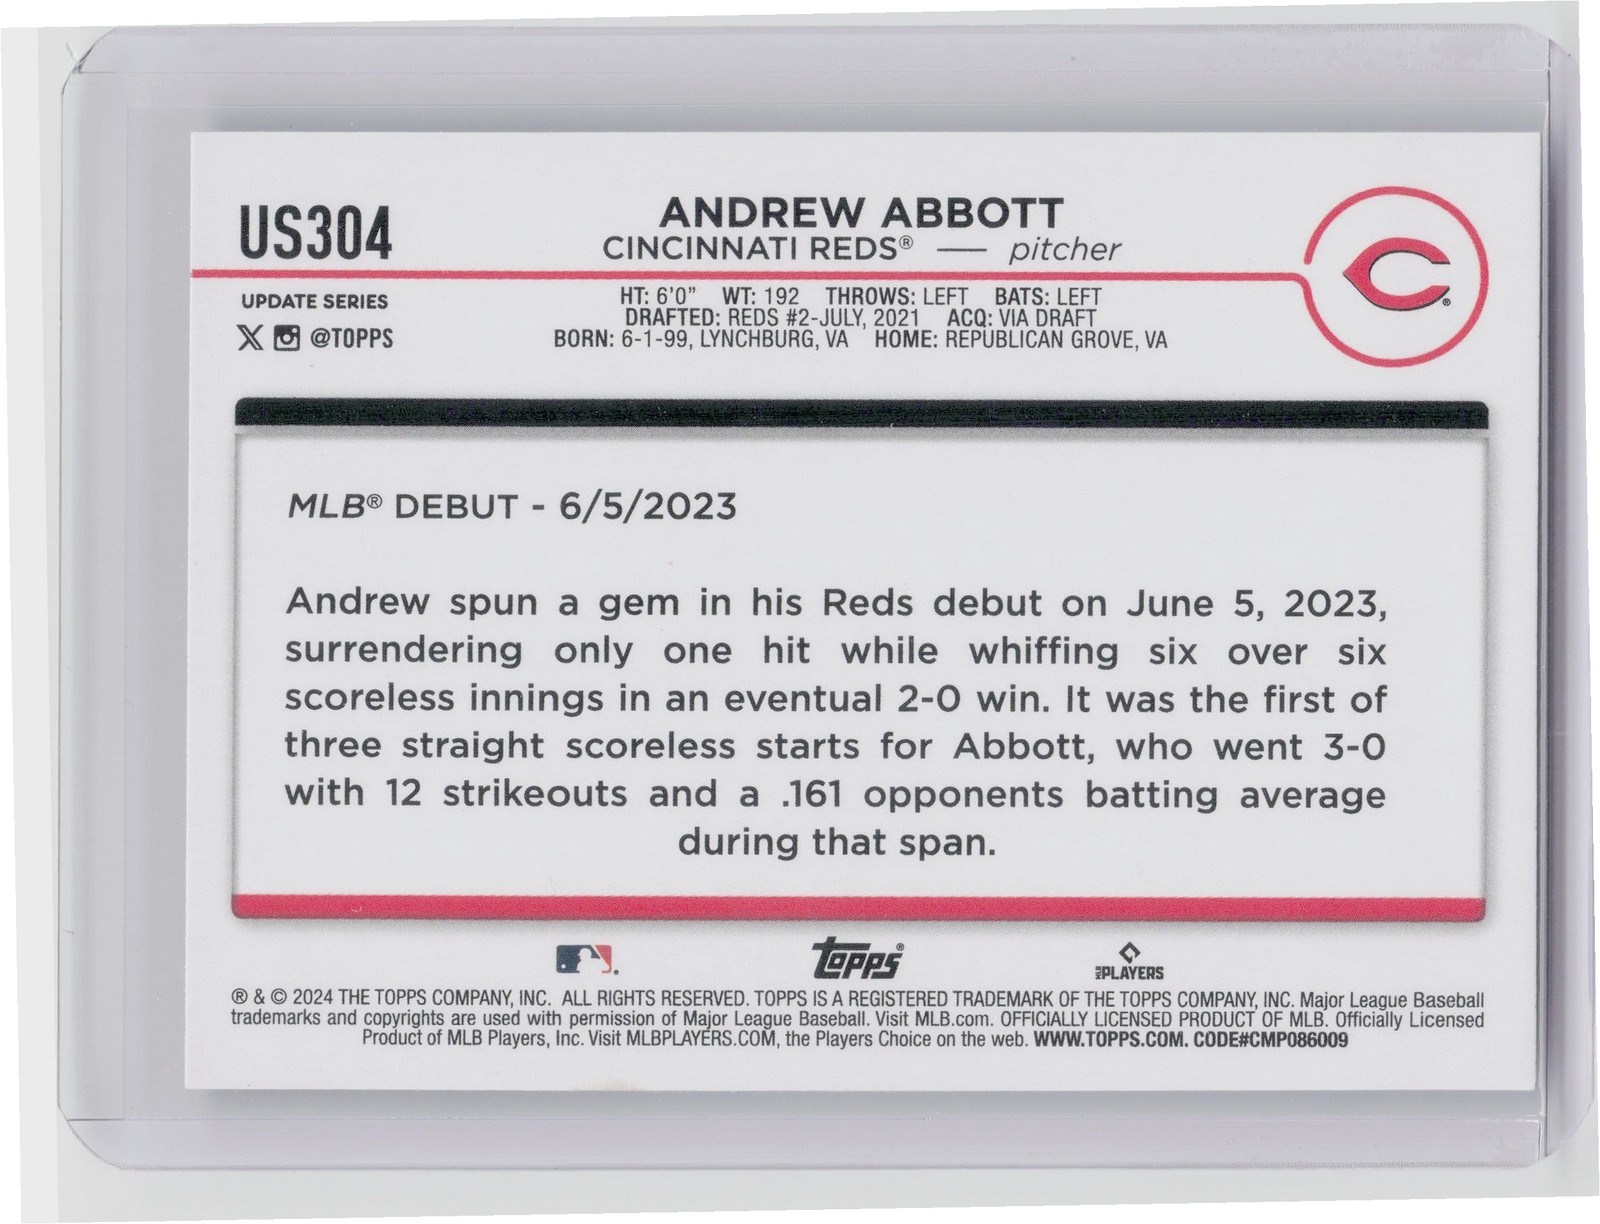 US304
ANDREW ABBOTT
CINCINNATI REDS® — pitcher
UPDATE SERIES
@TOPPS
HT: 6'0" WT: 192 THROWS: LEFT BATS: LEFT
DRAFTED: REDS #2-JULY, 2021 ACQ: VIA DRAFT
BORN: 6-1-99, LYNCHBURG, VA HOME: REPUBLICAN GROVE, VA
C®
MLB® DEBUT - 6/5/2023
Andrew spun a gem in his Reds debut on June 5, 2023,
surrendering only one hit while whiffing six over six
scoreless innings in an eventual 2-0 win. It was the first of
three straight scoreless starts for Abbott, who went 3-0
with 12 strikeouts and a .161 opponents batting average
during that span.
Topps®
MLB PLAYERS
® & © 2024 THE TOPPS COMPANY, INC. ALL RIGHTS RESERVED. TOPPS IS A REGISTERED TRADEMARK OF THE TOPPS COMPANY, INC. Major League Baseball
trademarks and copyrights are used with permission of Major League Baseball. Visit MLB.com. OFFICIALLY LICENSED PRODUCT OF MLB. Officially Licensed
Product of MLB Players, Inc. Visit MLBPLAYERS.COM, the Players Choice on the web. WWW.TOPPS.COM. CODE#CMP086009